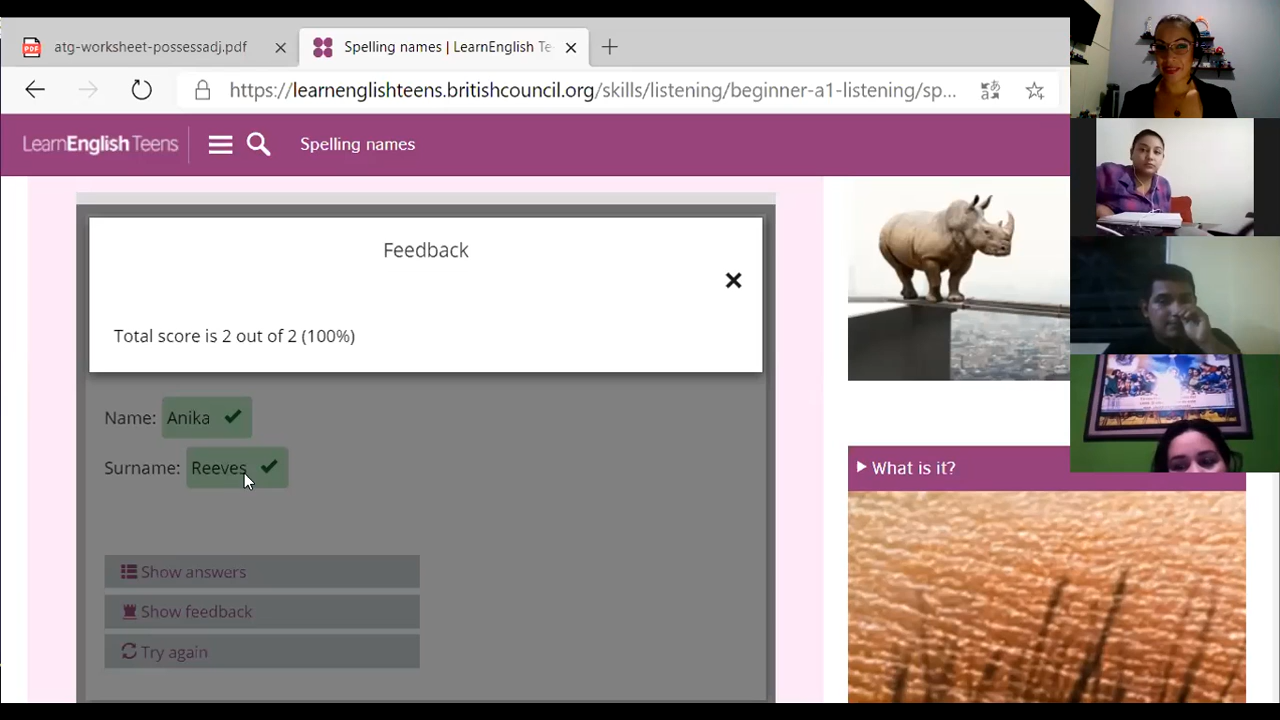 PDF
atg-worksheet-possessadj.pdf
Spelling names | LearnEnglish Te
https://learnenglishteens.britishcouncil.org/skills/listening/beginner-a1-listening/sp...
LearnEnglish Teens
Spelling names
Feedback
Total score is 2 out of 2 (100%)
Name: Anika
Surname: Reeves
Show answers
Show feedback
Try again
What is it?